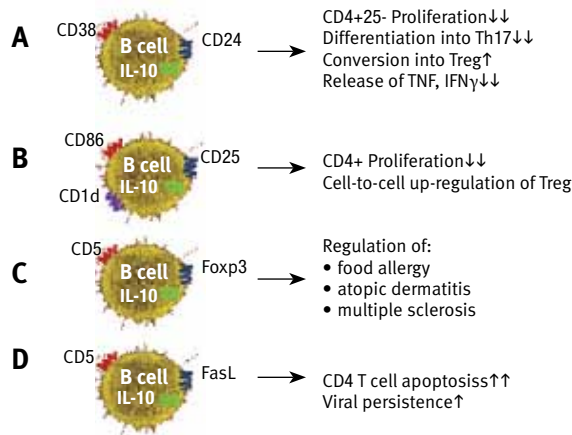 A
CD38
B cell
IL-10
CD24
CD4+25- Proliferation↓↓
Differentiation into Th17↓↓
Conversion into Treg↑
Release of TNF, IFNγ↓↓
B
CD86
CD1d
B cell
IL-10
CD25
CD4+ Proliferation↓↓
Cell-to-cell up-regulation of Treg
C
CD5
B cell
IL-10
Foxp3
Regulation of:
• food allergy
• atopic dermatitis
• multiple sclerosis
D
CD5
B cell
IL-10
FasL
CD4 T cell apoptosiss↑↑
Viral persistence↑